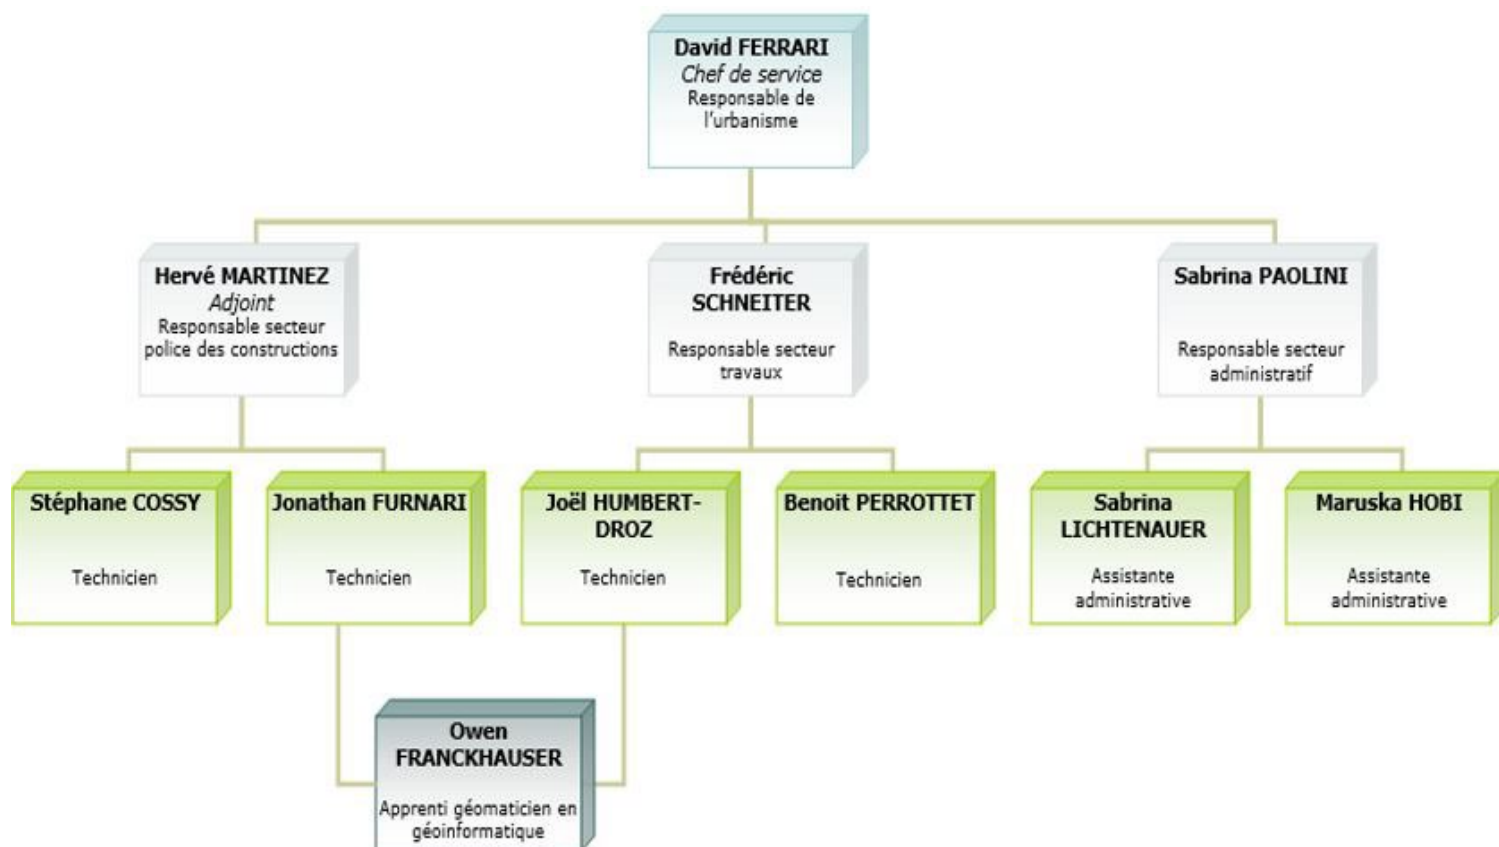 David FERRARI
Chef de service
Responsable de
l'urbanisme
Hervé MARTINEZ
Adjoint
Responsable secteur
police des constructions
Frédéric
SCHNEITER
Responsable secteur
travaux
Sabrina PAOLINI
Responsable secteur
administratif
Stéphane COSSY
Technicien
Jonathan FURNARI
Technicien
Joël HUMBERT-
DROZ
Technicien
Benoit PERROTTET
Technicien
Sabrina
LICHTENAUER
Assistante
administrative
Maruska HOBI
Assistante
administrative
Owen
FRANCKHAUSER
Apprenti géomaticien en
géoinformatique